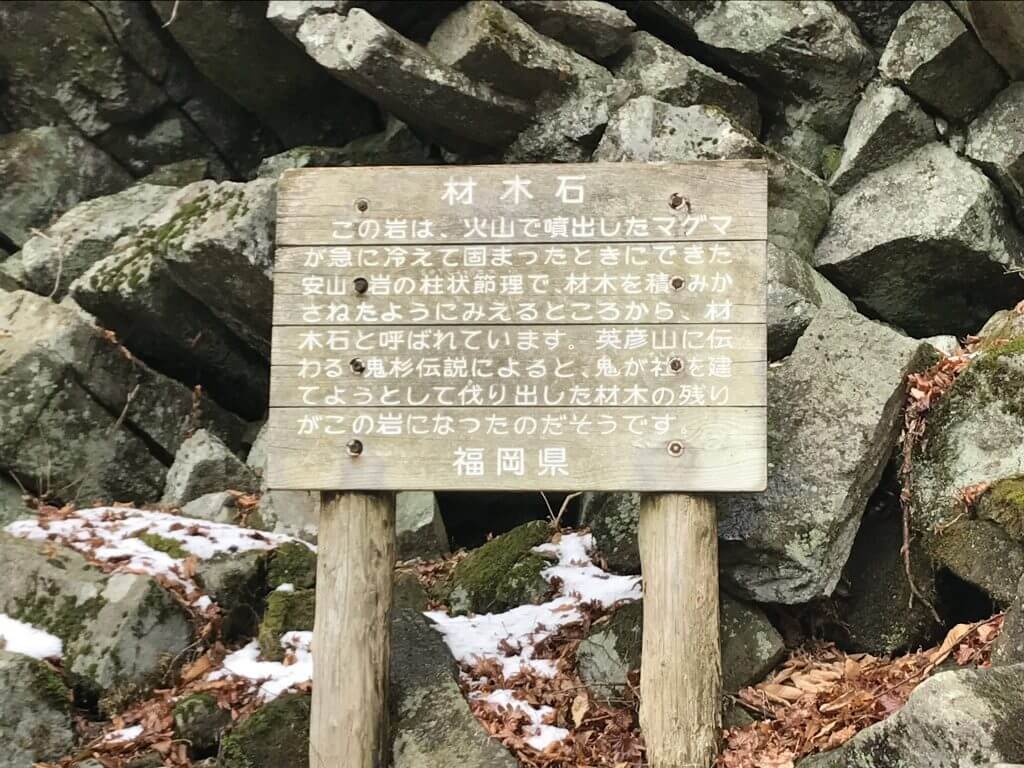 材木石
この岩は、火山で噴出したマグマ
が急に冷えて固まったときにできた
安山岩の柱状節理で、材木を積みか
さねたようにみえるところから、材
木石と呼ばれています。英彦山に伝
わる鬼杉伝説によると、鬼が社を建
てようとして伐り出した材木の残り
がこの岩になったのだそうです。
福岡県